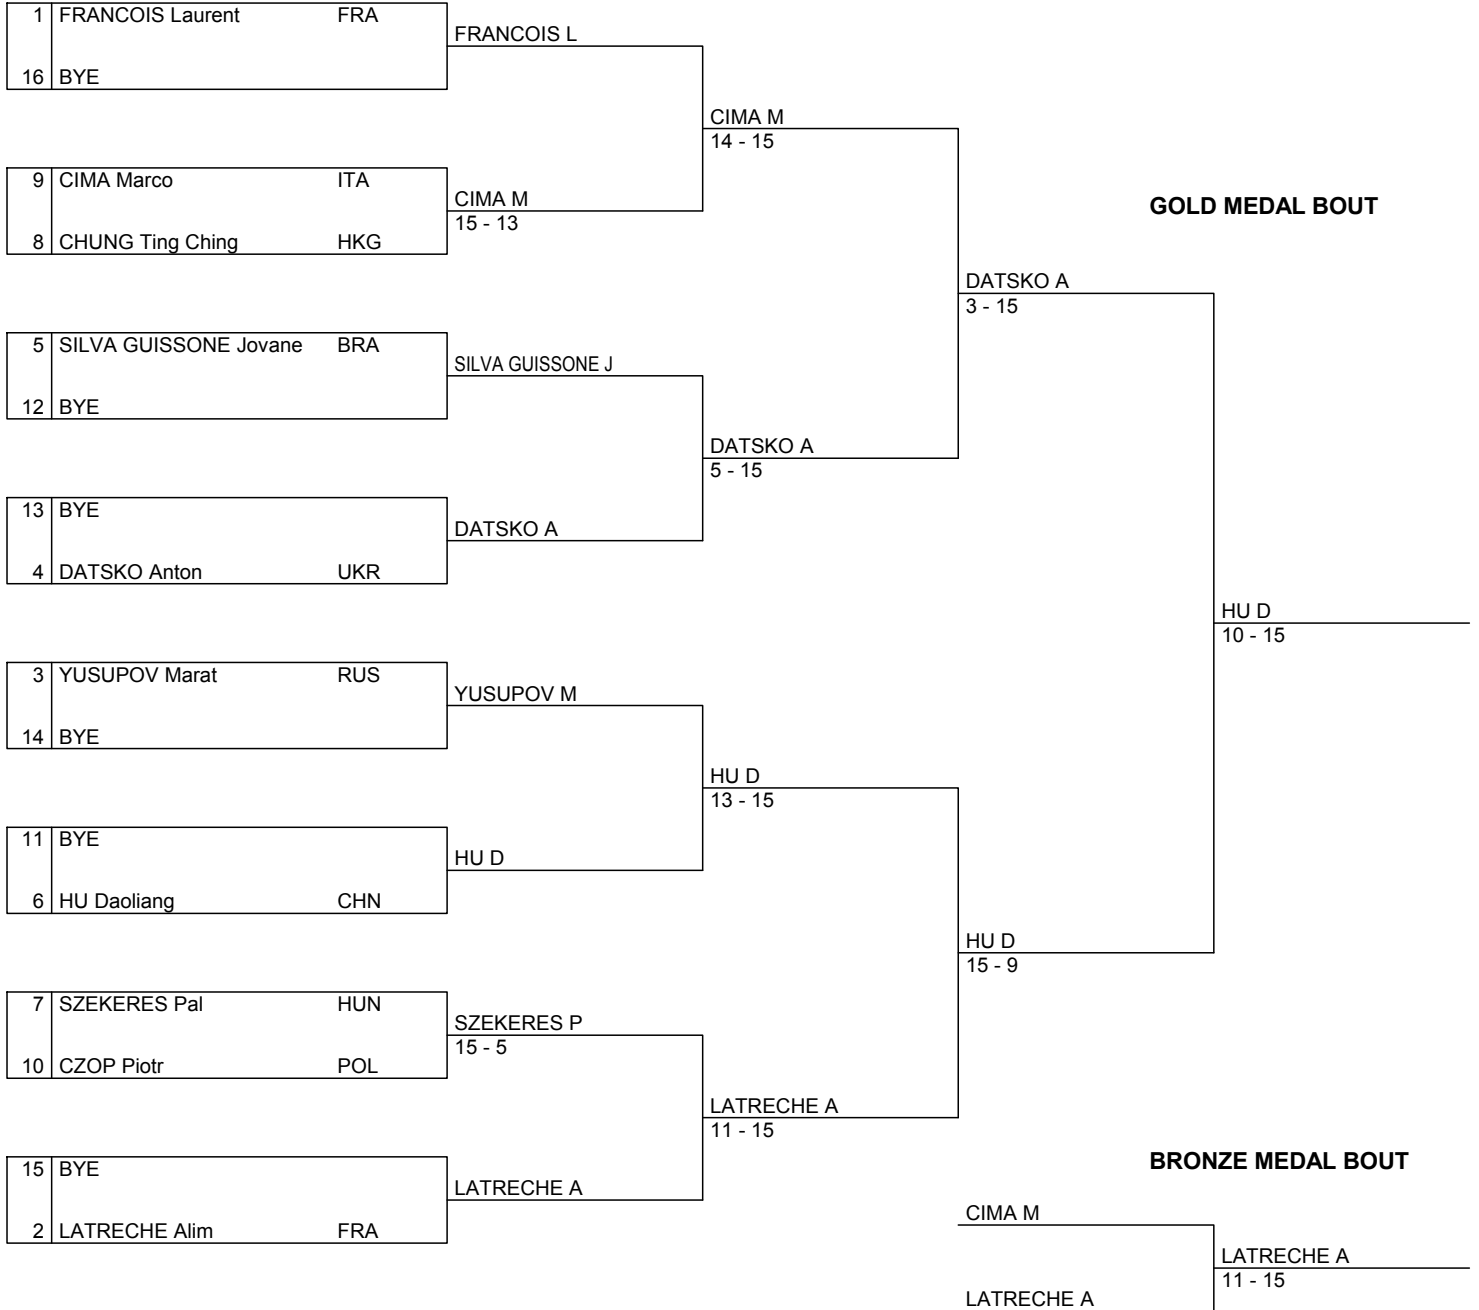 1 FRANCOIS Laurent FRA
FRANCOIS L
16 BYE
CIMA M
14 - 15
9 CIMA Marco ITA
CIMA M
15 - 13
8 CHUNG Ting Ching HKG
GOLD MEDAL BOUT
DATSKO A
3 - 15
5 SILVA GUISSONE Jovane BRA
SILVA GUISSONE J
12 BYE
DATSKO A
5 - 15
13 BYE
DATSKO A
4 DATSKO Anton UKR
HU D
10 - 15
3 YUSUPOV Marat RUS
YUSUPOV M
14 BYE
HU D
13 - 15
11 BYE
HU D
6 HU Daoliang CHN
HU D
15 - 9
7 SZEKERES Pal HUN
SZEKERES P
15 - 5
10 CZOP Piotr POL
LATRECHE A
11 - 15
15 BYE
LATRECHE A
2 LATRECHE Alim FRA
BRONZE MEDAL BOUT
CIMA M
LATRECHE A
11 - 15
LATRECHE A